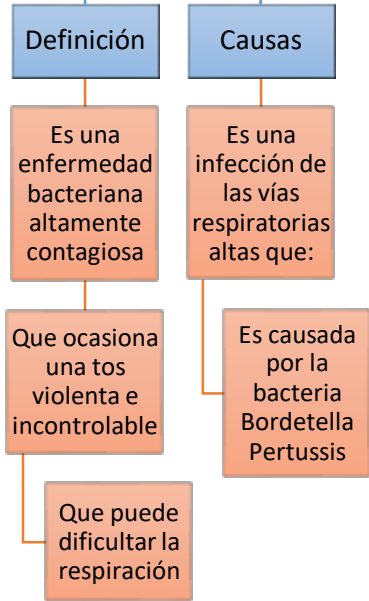 Definición
Es una
enfermedad
bacteriana
altamente
contagiosa
Que ocasiona
una tos
violenta e
incontrolable
Que puede
dificultar la
respiración
Causas
Es una
infección de
las vías
respiratorias
altas que:
Es causada
por la
bacteria
Bordetella
Pertussis